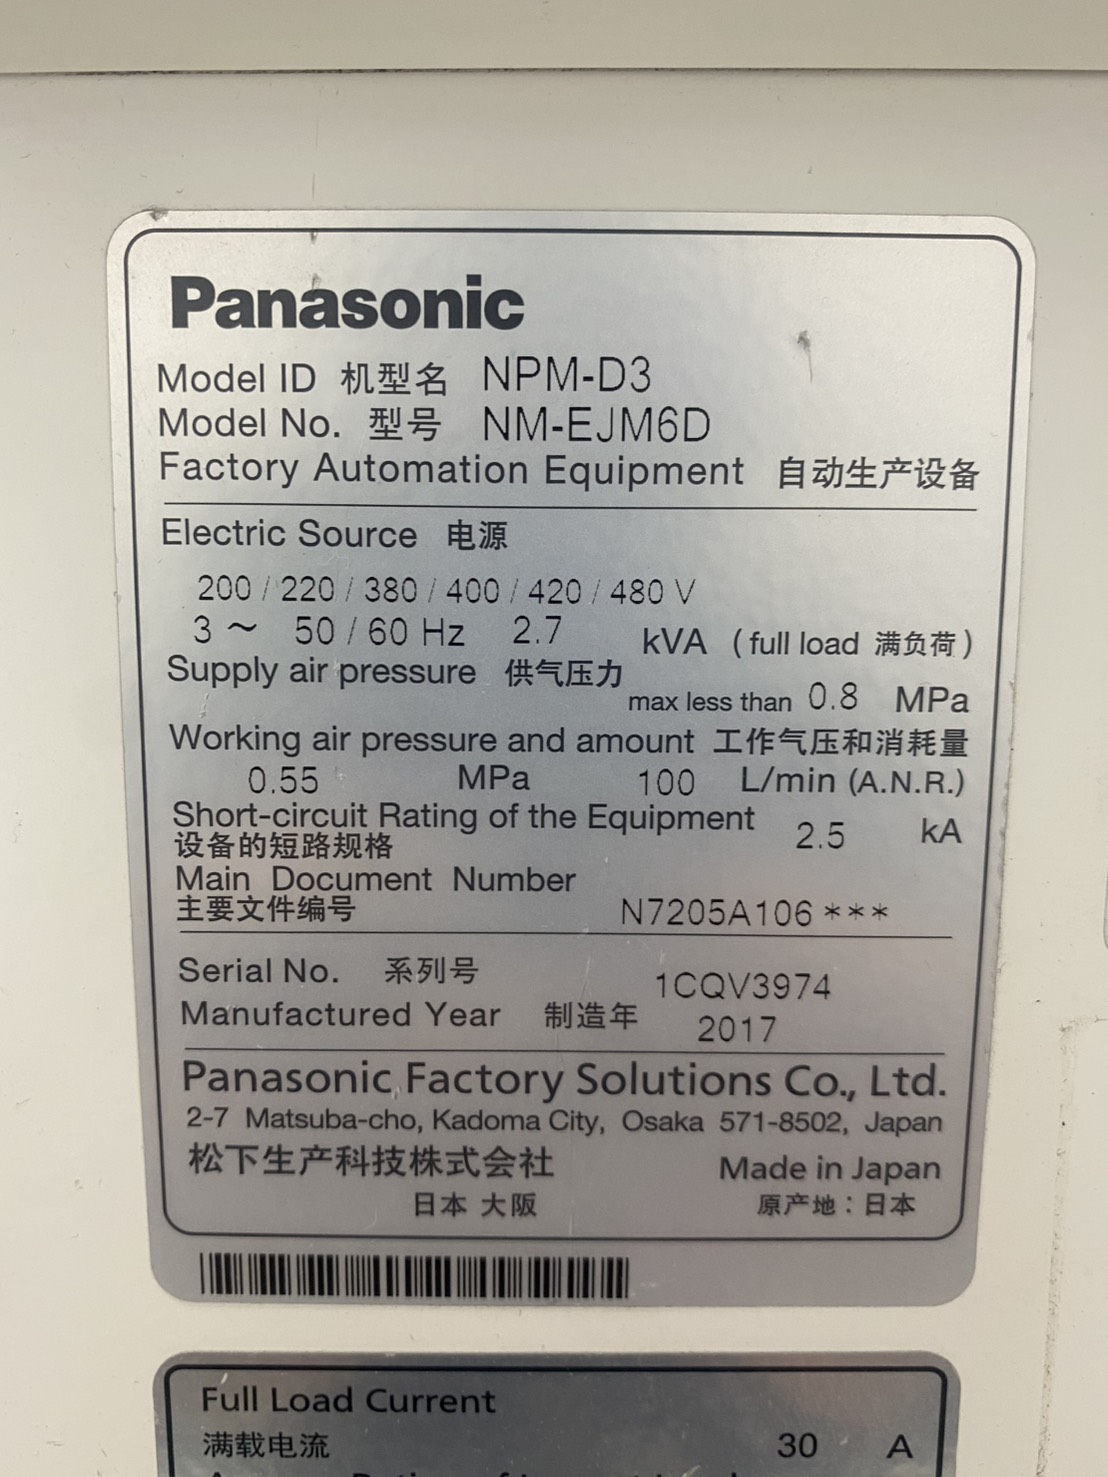 Panasonic
Model ID 机型名 NPM-D3
Model No. 型号 NM-EJM6D
Factory Automation Equipment 自动生产设备
Electric Source 电源
200 / 220 / 380 / 400 / 420 / 480 V
3 ~ 50 / 60 Hz 2.7 kVA (full load 满负荷)
Supply air pressure 供气压力
max less than 0.8 MPa
Working air pressure and amount 工作气压和消耗量
0.55 MPa 100 L/min (A.N.R.)
Short-circuit Rating of the Equipment
设备的短路规格 2.5 kA
Main Document Number
主要文件编号 N7205A106***
Serial No. 系列号 1CQV3974
Manufactured Year 制造年 2017
Panasonic Factory Solutions Co., Ltd.
2-7 Matsuba-cho, Kadoma City, Osaka 571-8502, Japan
松下生产科技株式会社 Made in Japan
日本 大阪 原产地：日本
Full Load Current
满载电流 30 A